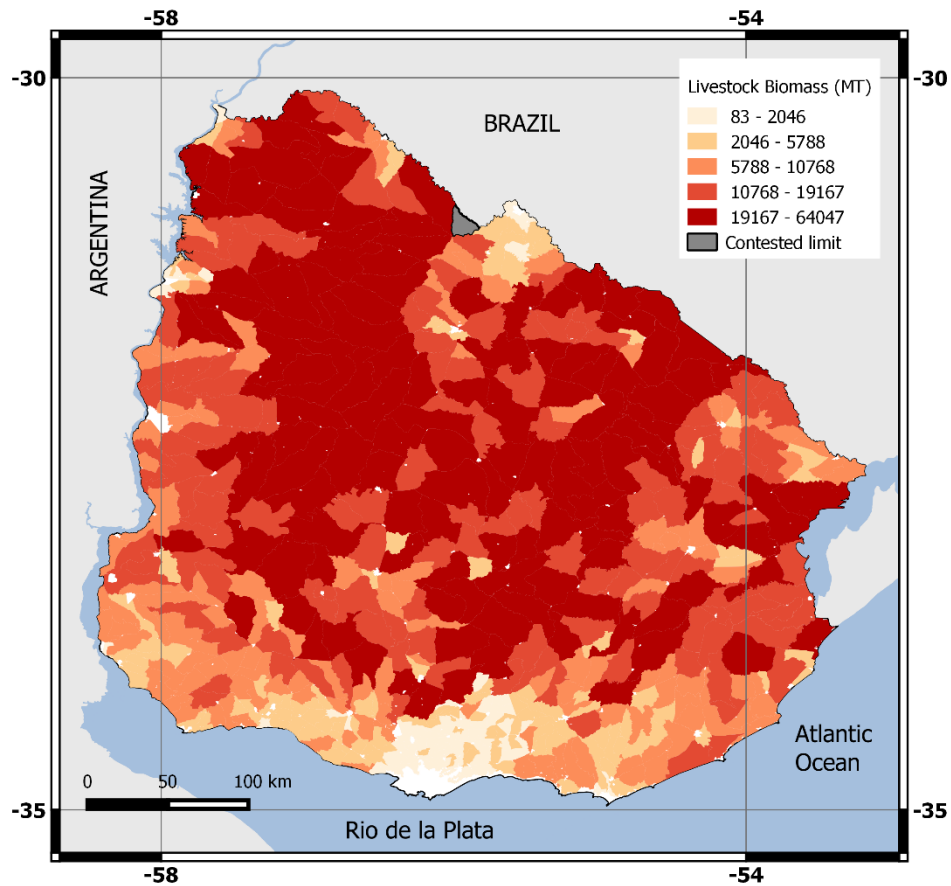 -58
-54
-30
-30
Livestock Biomass (MT)
83 - 2046
2046 - 5788
5788 - 10768
10768 - 19167
19167 - 64047
Contested limit
BRAZIL
ARGENTINA
Atlantic
Ocean
0 50 100 km
-35
-35
Rio de la Plata
-58
-54